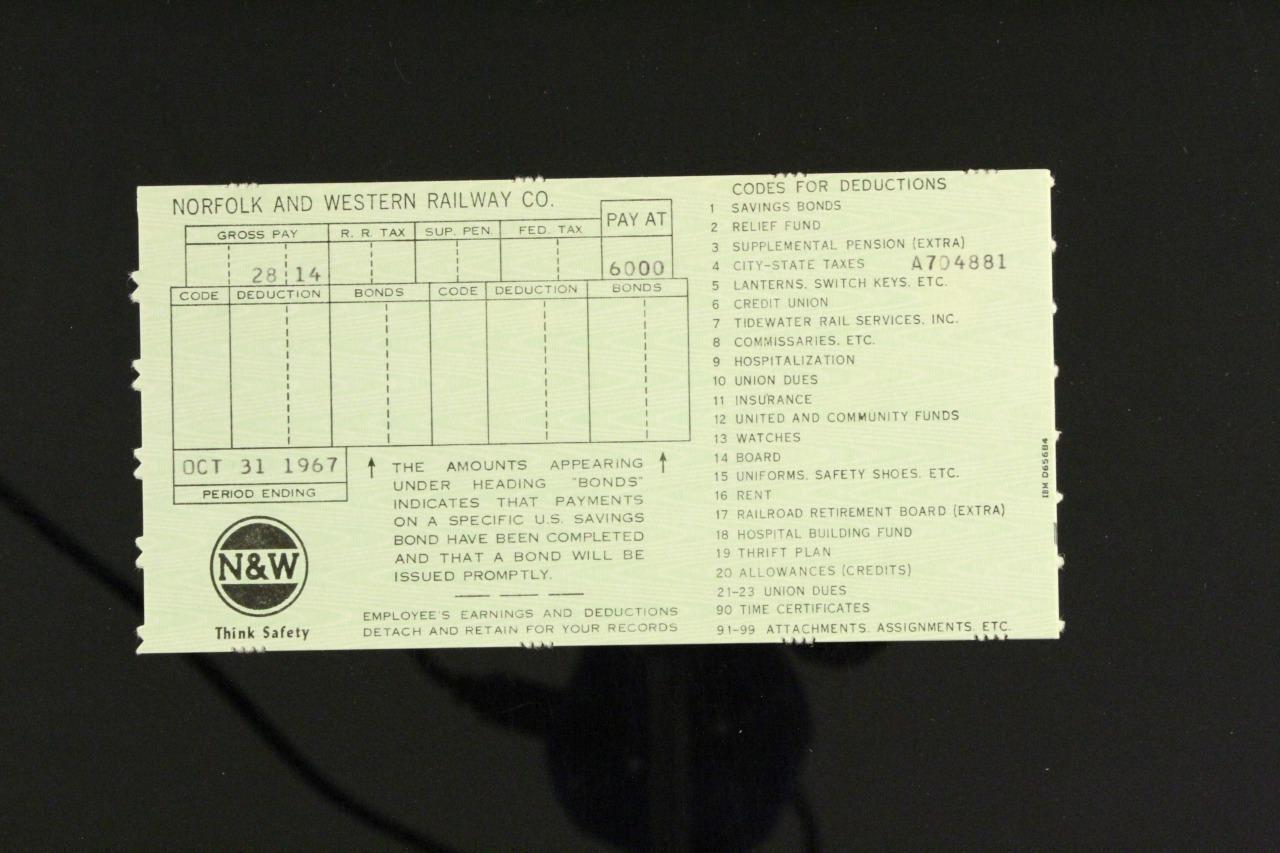 NORFOLK AND WESTERN RAILWAY CO.
GROSS PAY R. R. TAX SUP. PEN. FED. TAX PAY AT
28 14 6000
CODE DEDUCTION BONDS CODE DEDUCTION BONDS
OCT 31 1967
PERIOD ENDING
N&W
Think Safety
THE AMOUNTS APPEARING
UNDER HEADING "BONDS"
INDICATES THAT PAYMENTS
ON A SPECIFIC U.S. SAVINGS
BOND HAVE BEEN COMPLETED
AND THAT A BOND WILL BE
ISSUED PROMPTLY.
EMPLOYEE'S EARNINGS AND DEDUCTIONS
DETACH AND RETAIN FOR YOUR RECORDS
CODES FOR DEDUCTIONS
1 SAVINGS BONDS
2 RELIEF FUND
3 SUPPLEMENTAL PENSION (EXTRA)
4 CITY-STATE TAXES A704881
5 LANTERNS, SWITCH KEYS, ETC.
6 CREDIT UNION
7 TIDEWATER RAIL SERVICES, INC.
8 COMMISSARIES, ETC.
9 HOSPITALIZATION
10 UNION DUES
11 INSURANCE
12 UNITED AND COMMUNITY FUNDS
13 WATCHES
14 BOARD
15 UNIFORMS, SAFETY SHOES, ETC.
16 RENT
17 RAILROAD RETIREMENT BOARD (EXTRA)
18 HOSPITAL BUILDING FUND
19 THRIFT PLAN
20 ALLOWANCES (CREDITS)
21-23 UNION DUES
90 TIME CERTIFICATES
91-99 ATTACHMENTS, ASSIGNMENTS, ETC.
IBM D65684